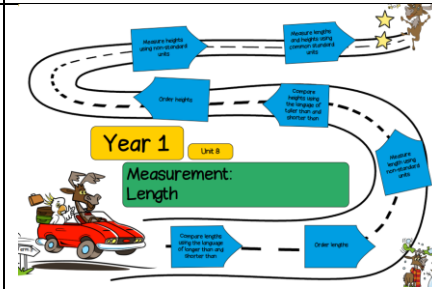 Measure heights
using non-standard
units
Measure lengths
and heights using
common standard
units
Order heights
Compare
heights using
the language of
taller than and
shorter than
Year 1
Unit 8
Measurement:
Length
Measure
length using
non-standard
units
Compare lengths
using the language
of longer than and
shorter than
Order lengths